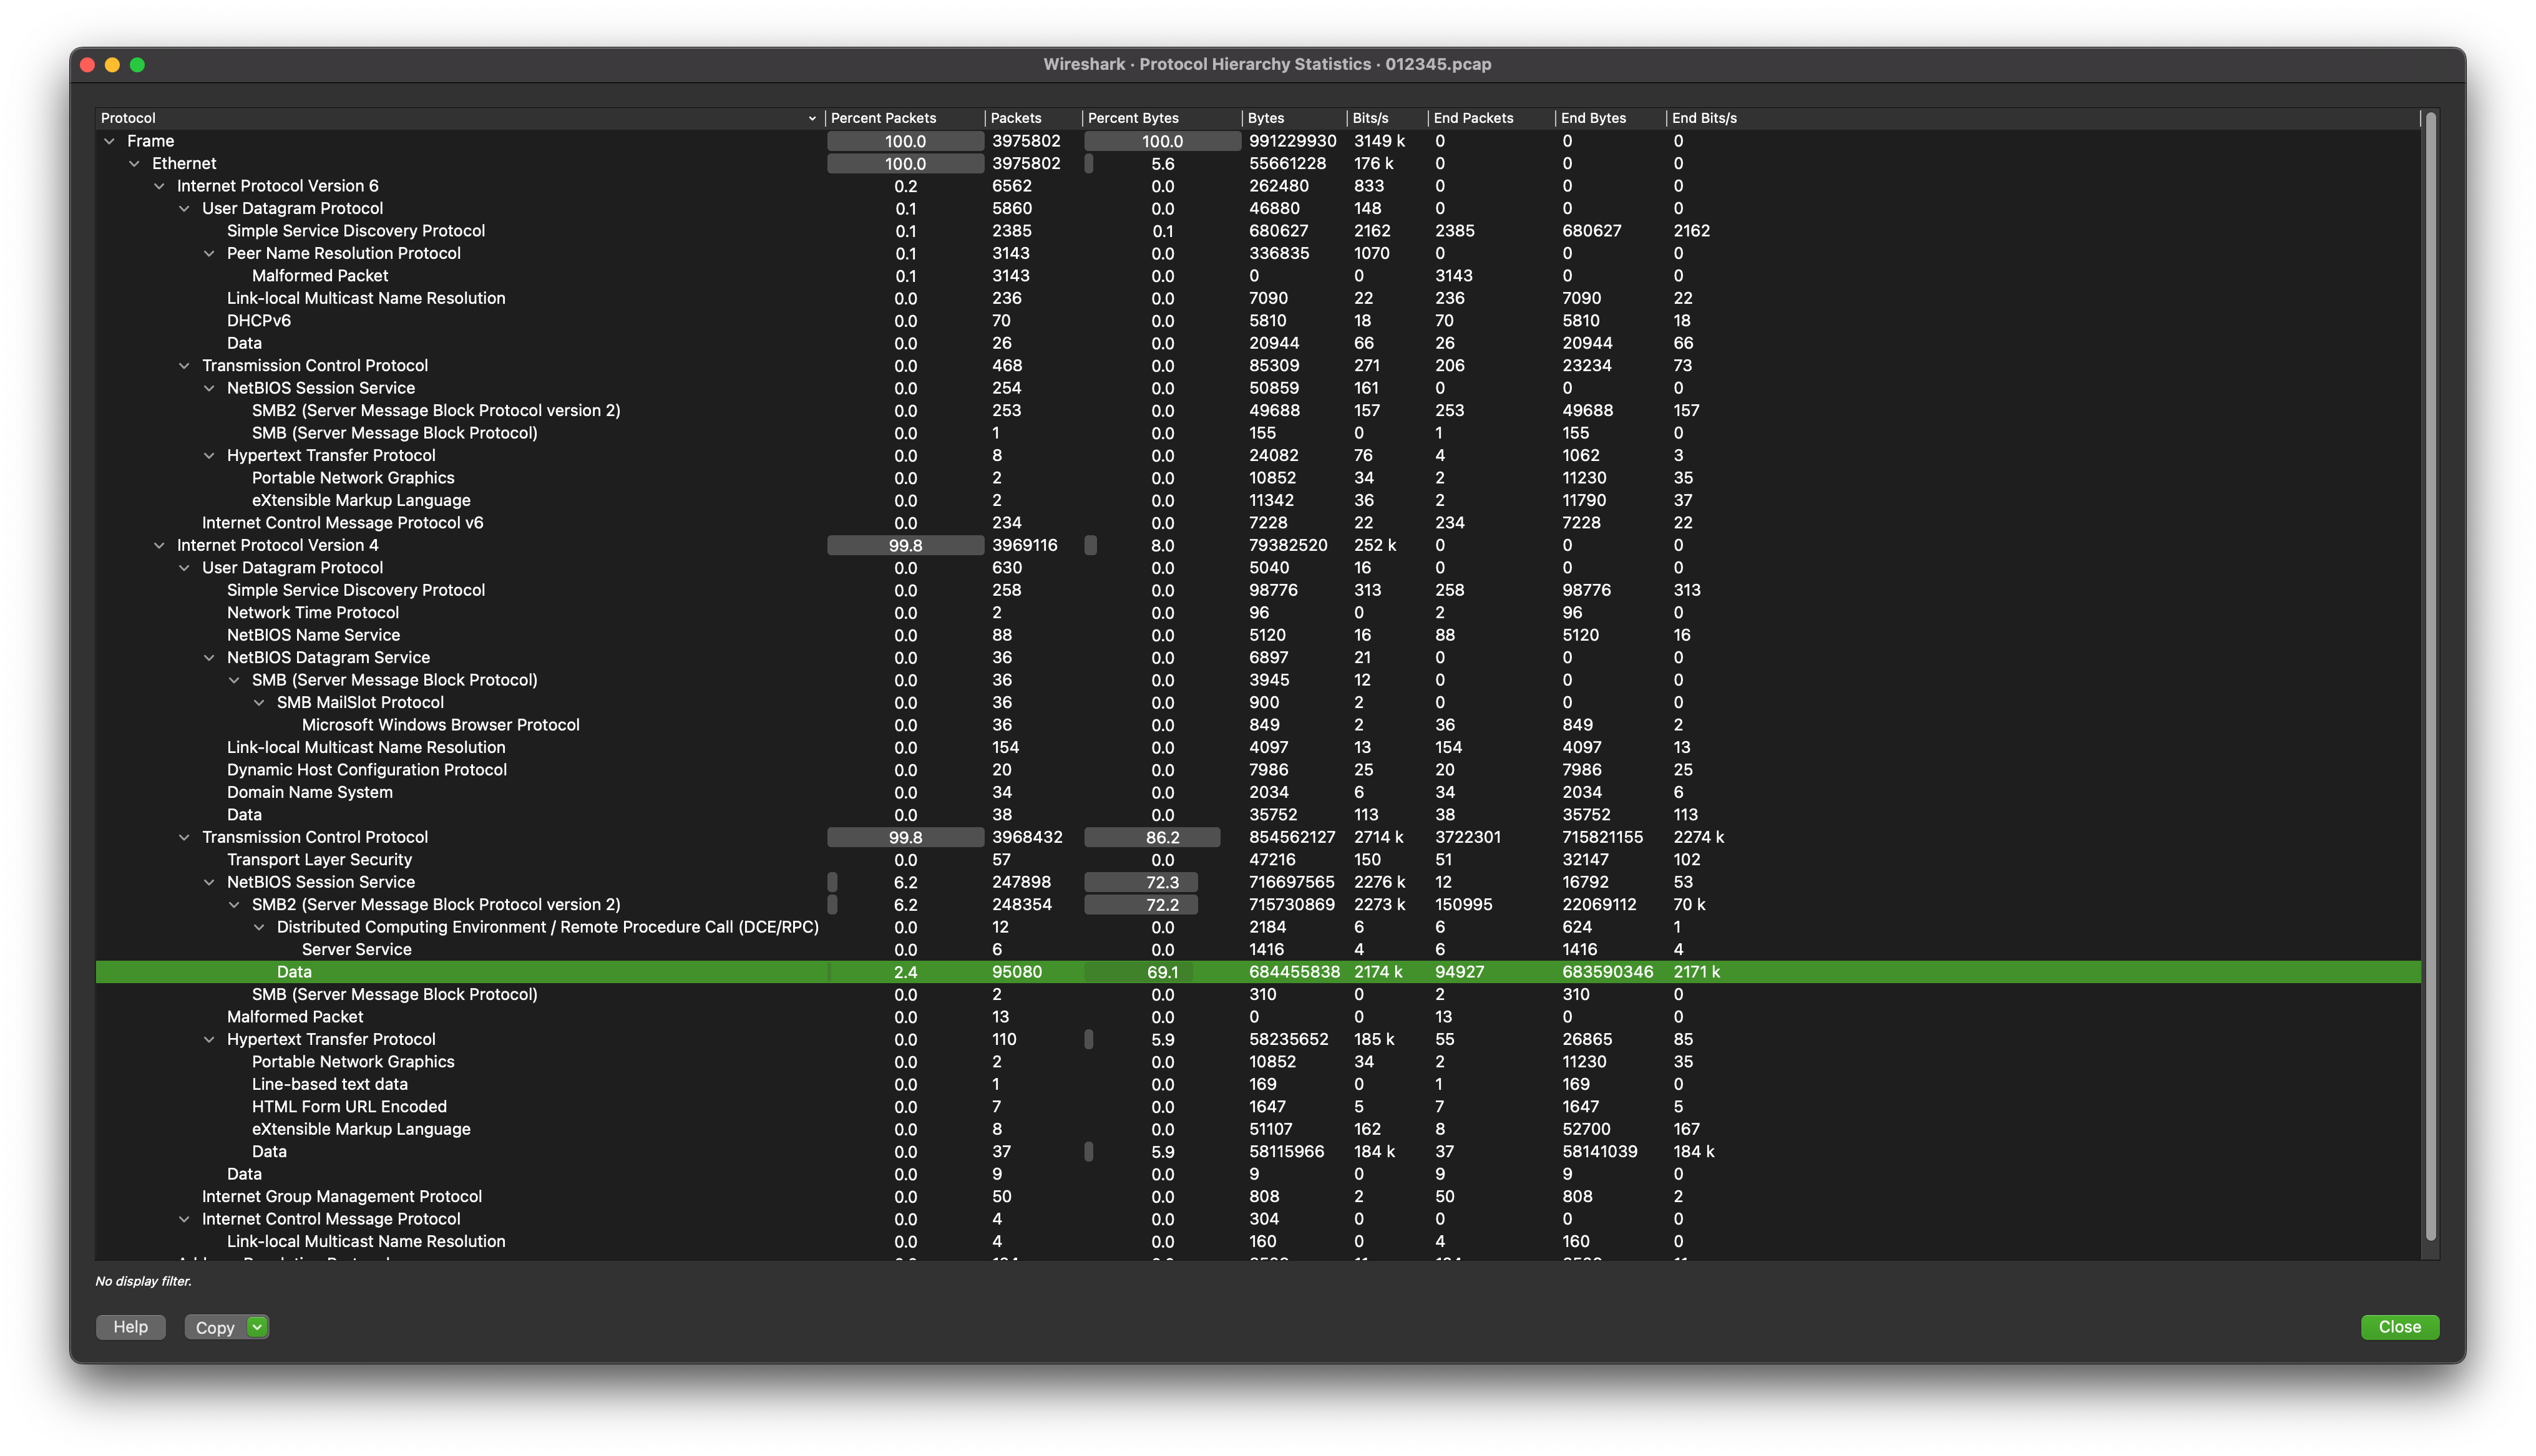 Wireshark · Protocol Hierarchy Statistics · 012345.pcap
Protocol Percent Packets Packets Percent Bytes Bytes Bits/s End Packets End Bytes End Bits/s
Frame 100.0 3975802 100.0 991229930 3149 k 0 0 0
Ethernet 100.0 3975802 5.6 55661228 176 k 0 0 0
Internet Protocol Version 6 0.2 6562 0.0 262480 833 0 0 0
User Datagram Protocol 0.1 5860 0.0 46880 148 0 0 0
Simple Service Discovery Protocol 0.1 2385 0.1 680627 2162 2385 680627 2162
Peer Name Resolution Protocol 0.1 3143 0.0 336835 1070 0 0 0
Malformed Packet 0.1 3143 0.0 0 0 3143 0 0
Link-local Multicast Name Resolution 0.0 236 0.0 7090 22 236 7090 22
DHCPv6 0.0 70 0.0 5810 18 70 5810 18
Data 0.0 26 0.0 20944 66 26 20944 66
Transmission Control Protocol 0.0 468 0.0 85309 271 206 23234 73
NetBIOS Session Service 0.0 254 0.0 50859 161 0 0 0
SMB2 (Server Message Block Protocol version 2) 0.0 253 0.0 49688 157 253 49688 157
SMB (Server Message Block Protocol) 0.0 1 0.0 155 0 1 155 0
Hypertext Transfer Protocol 0.0 8 0.0 24082 76 4 1062 3
Portable Network Graphics 0.0 2 0.0 10852 34 2 11230 35
eXtensible Markup Language 0.0 2 0.0 11342 36 2 11790 37
Internet Control Message Protocol v6 0.0 234 0.0 7228 22 234 7228 22
Internet Protocol Version 4 99.8 3969116 8.0 79382520 252 k 0 0 0
User Datagram Protocol 0.0 630 0.0 5040 16 0 0 0
Simple Service Discovery Protocol 0.0 258 0.0 98776 313 258 98776 313
Network Time Protocol 0.0 2 0.0 96 0 2 96 0
NetBIOS Name Service 0.0 88 0.0 5120 16 88 5120 16
NetBIOS Datagram Service 0.0 36 0.0 6897 21 0 0 0
SMB (Server Message Block Protocol) 0.0 36 0.0 3945 12 0 0 0
SMB MailSlot Protocol 0.0 36 0.0 900 2 0 0 0
Microsoft Windows Browser Protocol 0.0 36 0.0 849 2 36 849 2
Link-local Multicast Name Resolution 0.0 154 0.0 4097 13 154 4097 13
Dynamic Host Configuration Protocol 0.0 20 0.0 7986 25 20 7986 25
Domain Name System 0.0 34 0.0 2034 6 34 2034 6
Data 0.0 38 0.0 35752 113 38 35752 113
Transmission Control Protocol 99.8 3968432 86.2 854562127 2714 k 3722301 715821155 2274 k
Transport Layer Security 0.0 57 0.0 47216 150 51 32147 102
NetBIOS Session Service 6.2 247898 72.3 716697565 2276 k 12 16792 53
SMB2 (Server Message Block Protocol version 2) 6.2 248354 72.2 715730869 2273 k 150995 22069112 70 k
Distributed Computing Environment / Remote Procedure Call (DCE/RPC) 0.0 12 0.0 2184 6 6 624 1
Server Service 0.0 6 0.0 1416 4 6 1416 4
Data 2.4 95080 69.1 684455838 2174 k 94927 683590346 2171 k
SMB (Server Message Block Protocol) 0.0 2 0.0 310 0 2 310 0
Malformed Packet 0.0 13 0.0 0 0 13 0 0
Hypertext Transfer Protocol 0.0 110 5.9 58235652 185 k 55 26865 85
Portable Network Graphics 0.0 2 0.0 10852 34 2 11230 35
Line-based text data 0.0 1 0.0 169 0 1 169 0
HTML Form URL Encoded 0.0 7 0.0 1647 5 7 1647 5
eXtensible Markup Language 0.0 8 0.0 51107 162 8 52700 167
Data 0.0 37 5.9 58115966 184 k 37 58141039 184 k
Data 0.0 9 0.0 9 0 9 9 0
Internet Group Management Protocol 0.0 50 0.0 808 2 50 808 2
Internet Control Message Protocol 0.0 4 0.0 304 0 0 0 0
Link-local Multicast Name Resolution 0.0 4 0.0 160 0 4 160 0
No display filter.
Help Copy Close